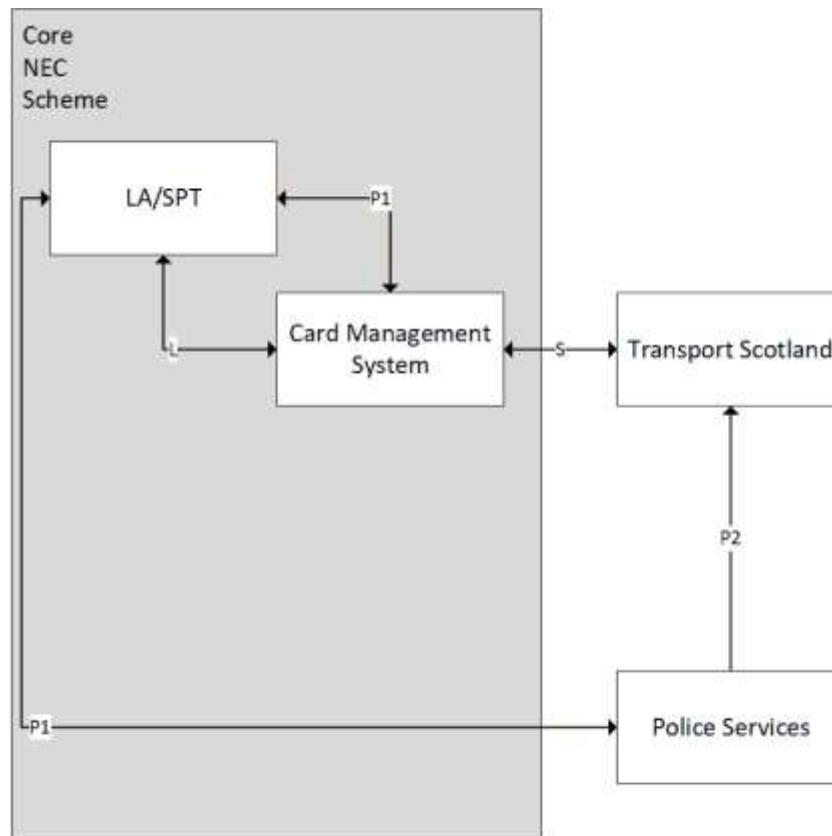 Core
NEC
Scheme
LA/SPT
P1
Card Management
System
L
S
Transport Scotland
P2
P1
Police Services